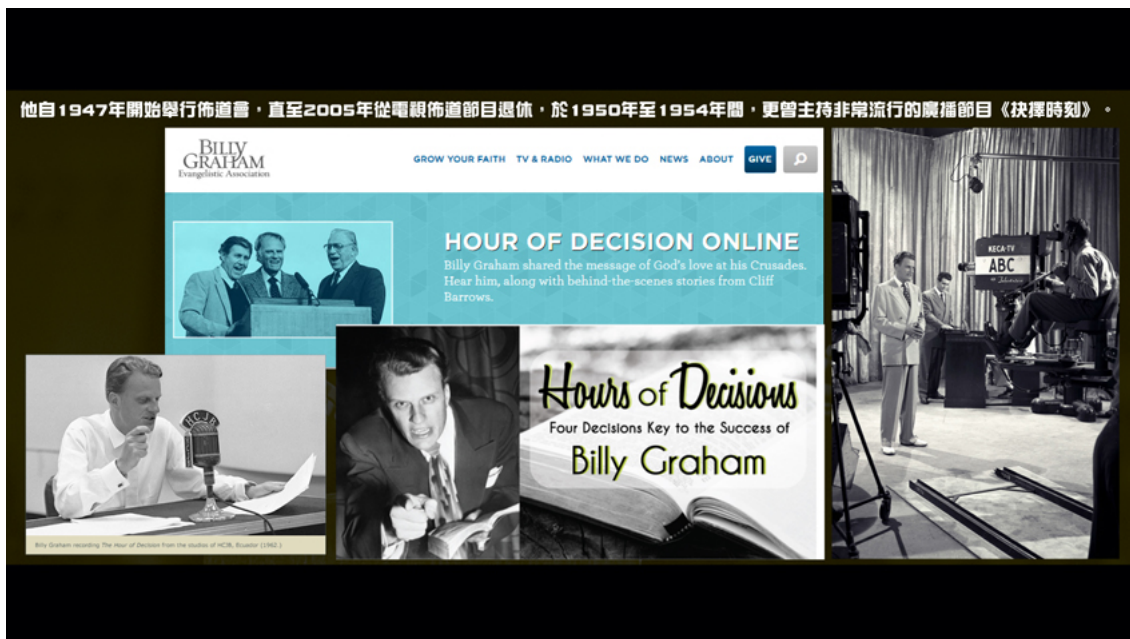 他自1947年開始舉行佈道會，直至2005年從電視佈道節目退休，於1950年至1954年間，更曾主持非常流行的廣播節目《抉擇時刻》。
BILLY
GRAHAM
Evangelistic Association
GROW YOUR FAITH TV & RADIO WHAT WE DO NEWS ABOUT GIVE
HOUR OF DECISION ONLINE
Billy Graham shared the message of God's love at his Crusades.
Hear him, along with behind-the-scenes stories from Cliff
Barrows.
KECA-TV
ABC
HCJB
Hours of Decisions
Four Decisions Key to the Success of
Billy Graham
Billy Graham recording The Hour of Decision from the studios of HCJB, Ecuador (1962.)